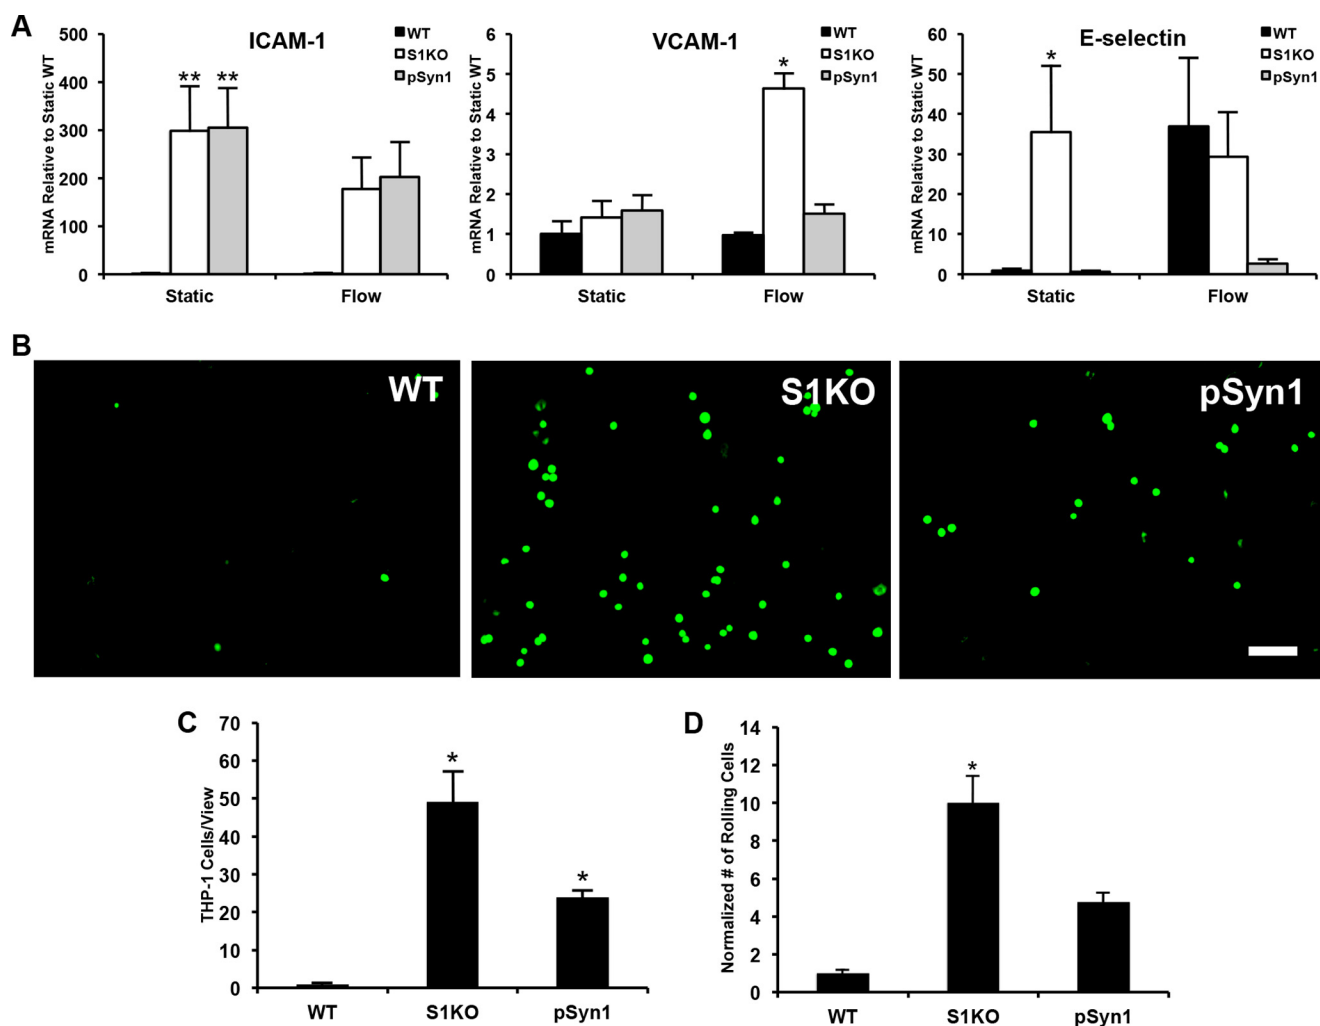 A
ICAM-1
WT
S1KO
pSyn1
mRNA Relative to Static WT
500
400
300
200
100
0
** **
Static Flow
VCAM-1
WT
S1KO
pSyn1
mRNA Relative to Static WT
6
5
4
3
2
1
0
*
Static Flow
E-selectin
WT
S1KO
pSyn1
mRNA Relative to Static WT
60
50
40
30
20
10
0
*
Static Flow
B
WT
S1KO
pSyn1
C
THP-1 Cells/View
70
60
50
40
30
20
10
0
*
*
WT S1KO pSyn1
D
Normalized # of Rolling Cells
14
12
10
8
6
4
2
0
*
WT S1KO pSyn1